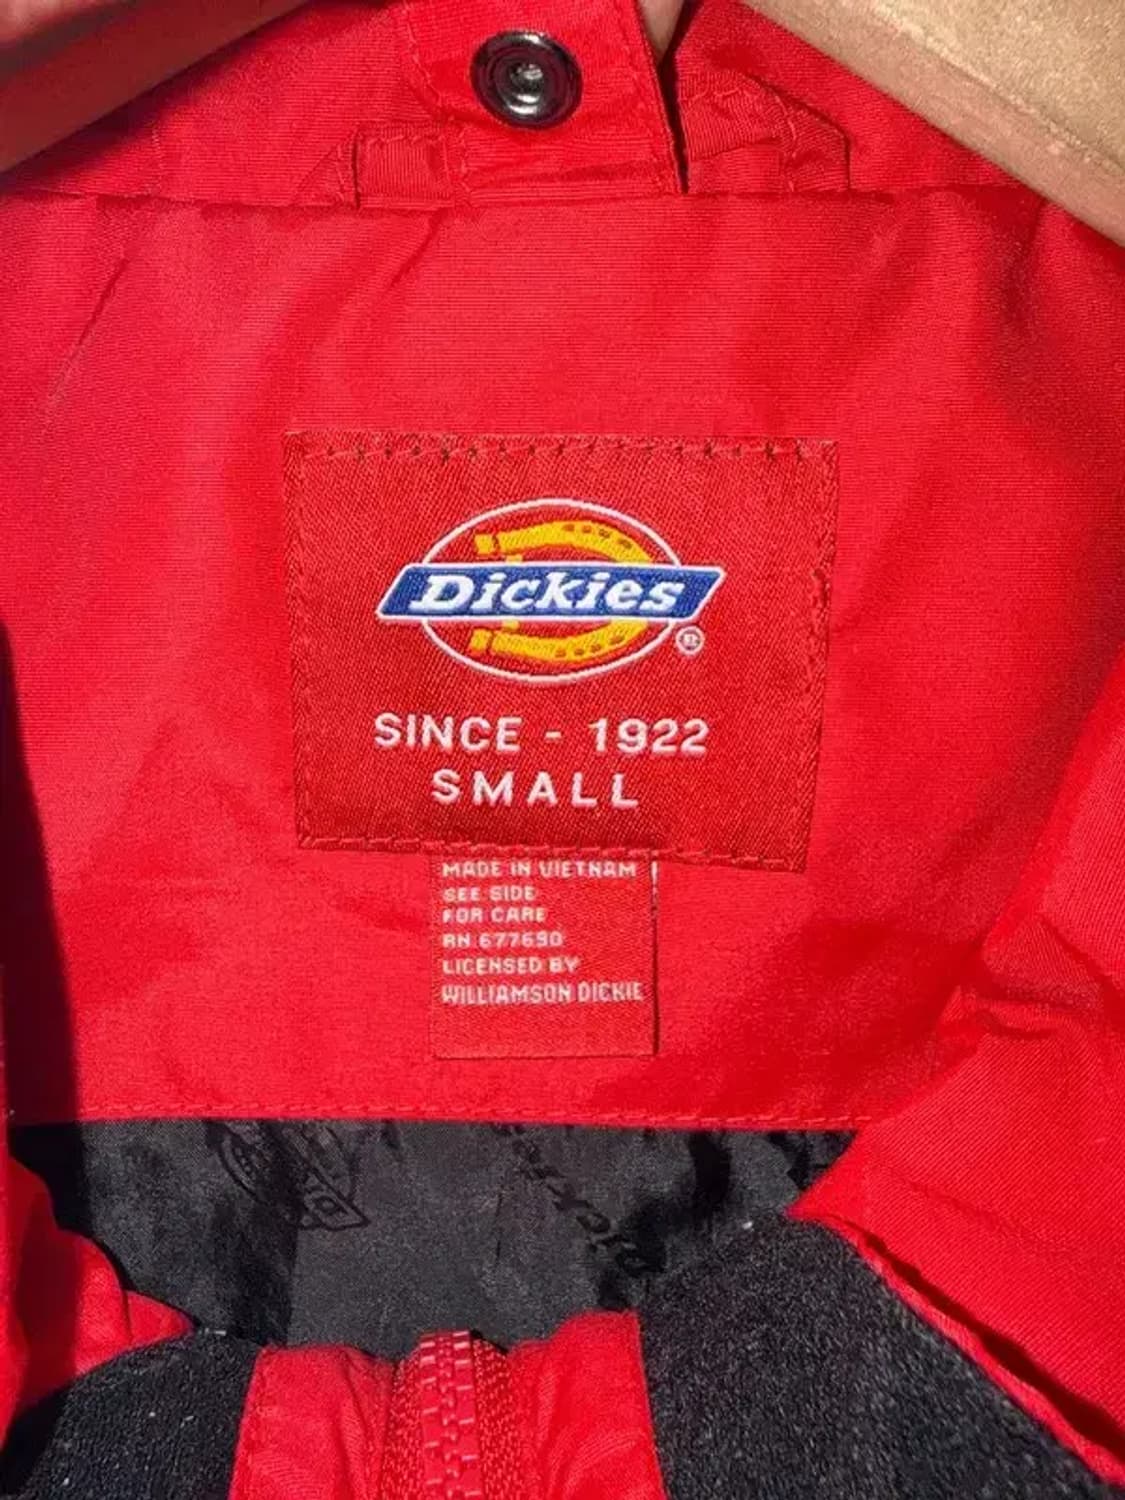 Dickies
®
SINCE - 1922
SMALL
MADE IN VIETNAM
SEE SIDE
FOR CARE
RN 677690
LICENSED BY
WILLIAMSON DICKIE